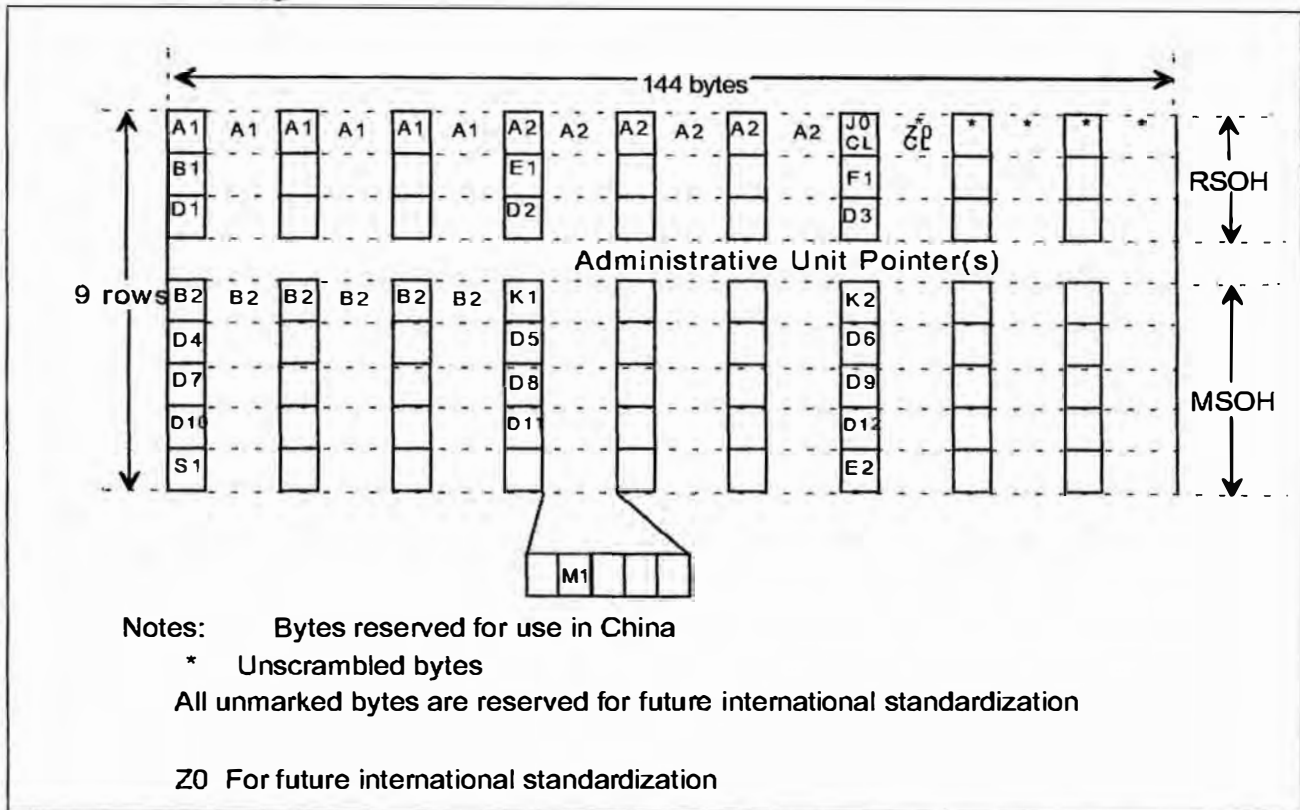 144 bytes
A1 A1 A1 A1 A1 A1 A2 A2 A2 A2 A2 A2 J0 CL * Z0 CL * * * *
B1 E1 F1
RSOH
D1 D2 D3
Administrative Unit Pointer(s)
9 rows
B2 B2 B2 B2 B2 B2 K1 K2
D4 D5 D6
D7 D8 D9
MSOH
D10 D11 D12
S1 E2
M1
Notes: Bytes reserved for use in China
* Unscrambled bytes
All unmarked bytes are reserved for future international standardization
Z0 For future international standardization